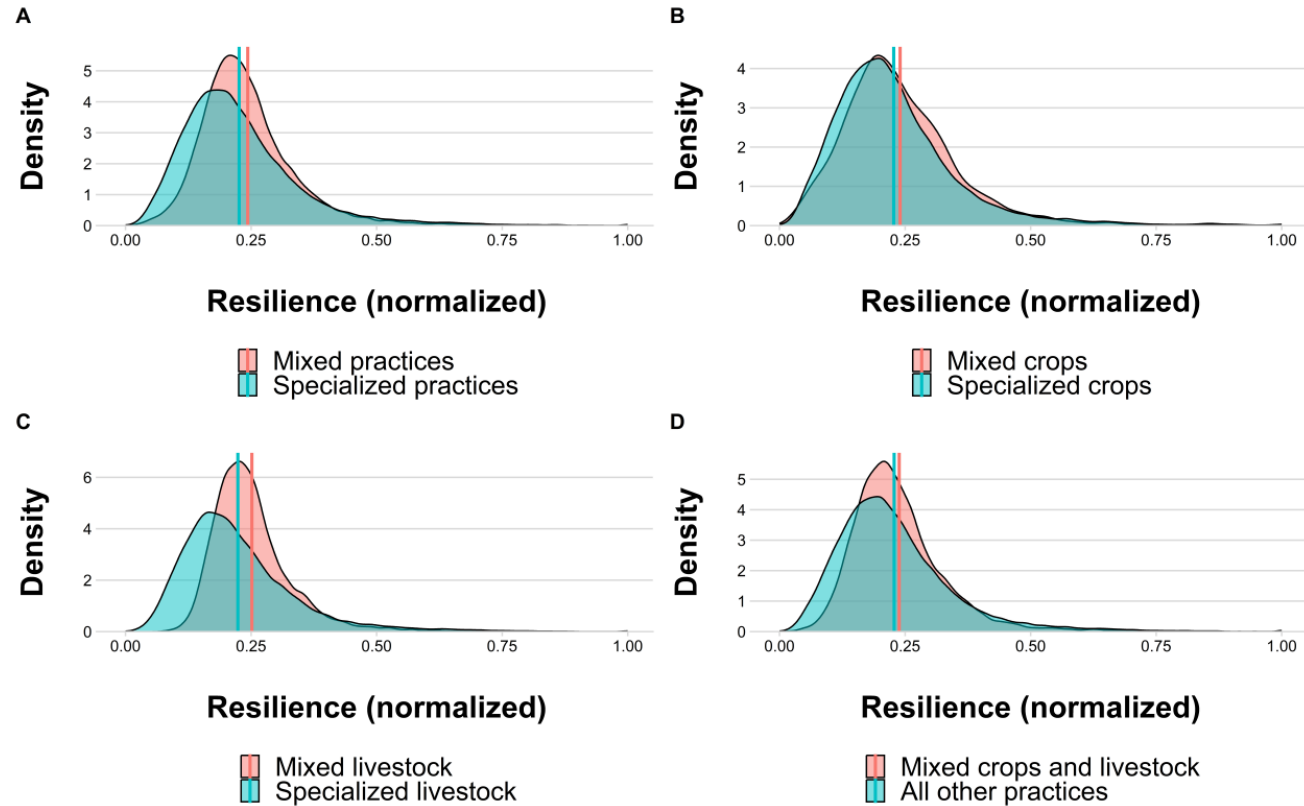 A
Density
5
4
3
2
1
0
0.00 0.25 0.50 0.75 1.00
Resilience (normalized)
Mixed practices
Specialized practices
B
Density
4
3
2
1
0
0.00 0.25 0.50 0.75 1.00
Resilience (normalized)
Mixed crops
Specialized crops
C
Density
6
4
2
0
0.00 0.25 0.50 0.75 1.00
Resilience (normalized)
Mixed livestock
Specialized livestock
D
Density
5
4
3
2
1
0
0.00 0.25 0.50 0.75 1.00
Resilience (normalized)
Mixed crops and livestock
All other practices